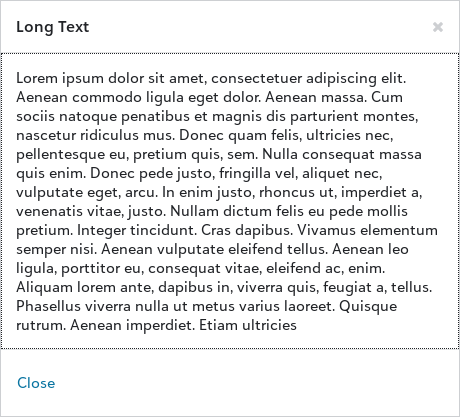 Long Text
×
Lorem ipsum dolor sit amet, consectetuer adipiscing elit.
Aenean commodo ligula eget dolor. Aenean massa. Cum
sociis natoque penatibus et magnis dis parturient montes,
nascetur ridiculus mus. Donec quam felis, ultricies nec,
pellentesque eu, pretium quis, sem. Nulla consequat massa
quis enim. Donec pede justo, fringilla vel, aliquet nec,
vulputate eget, arcu. In enim justo, rhoncus ut, imperdiet a,
venenatis vitae, justo. Nullam dictum felis eu pede mollis
pretium. Integer tincidunt. Cras dapibus. Vivamus elementum
semper nisi. Aenean vulputate eleifend tellus. Aenean leo
ligula, porttitor eu, consequat vitae, eleifend ac, enim.
Aliquam lorem ante, dapibus in, viverra quis, feugiat a, tellus.
Phasellus viverra nulla ut metus varius laoreet. Quisque
rutrum. Aenean imperdiet. Etiam ultricies
Close